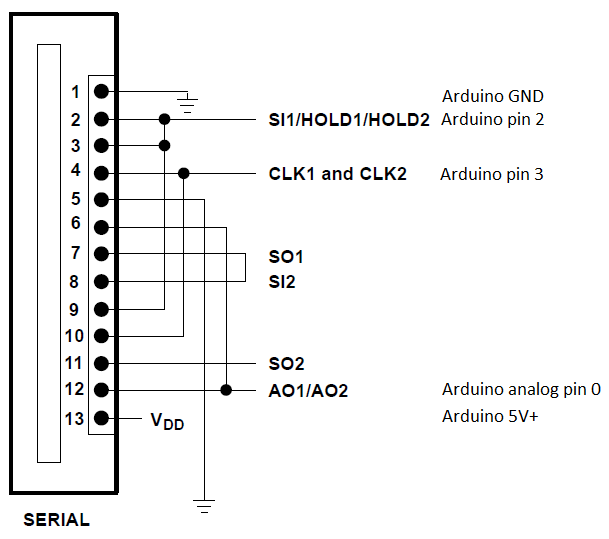 1 Arduino GND
2 SI1/HOLD1/HOLD2 Arduino pin 2
3
4 CLK1 and CLK2 Arduino pin 3
5
6
7 SO1
8 SI2
9
10
11 SO2
12 AO1/AO2 Arduino analog pin 0
13 VDD Arduino 5V+
SERIAL